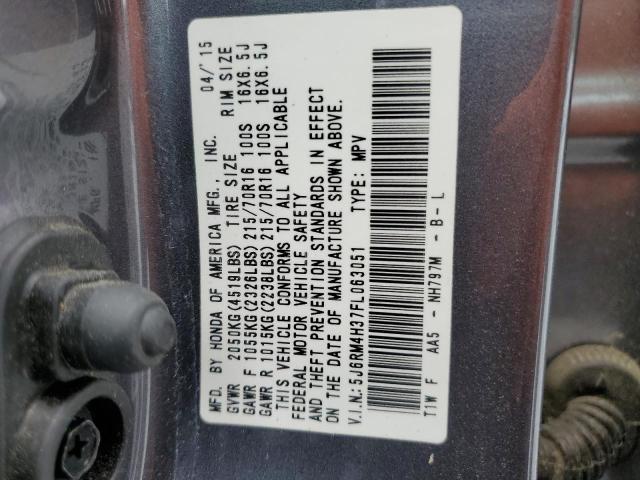 MFD. BY HONDA OF AMERICA MFG., INC. 04/'15
GVWR 2050KG(4519LBS) TIRE SIZE RIM SIZE
GAWR F 1055KG(2326LBS) 215/70R16 100S 16X6.5J
GAWR R 1015KG(2238LBS) 215/70R16 100S 16X6.5J
THIS VEHICLE CONFORMS TO ALL APPLICABLE
FEDERAL MOTOR VEHICLE SAFETY
AND THEFT PREVENTION STANDARDS IN EFFECT
ON THE DATE OF MANUFACTURE SHOWN ABOVE.
V.I.N.: 5J6RM4H37FL063051 TYPE: MPV
T1W F AA5 - NH797M - B - L